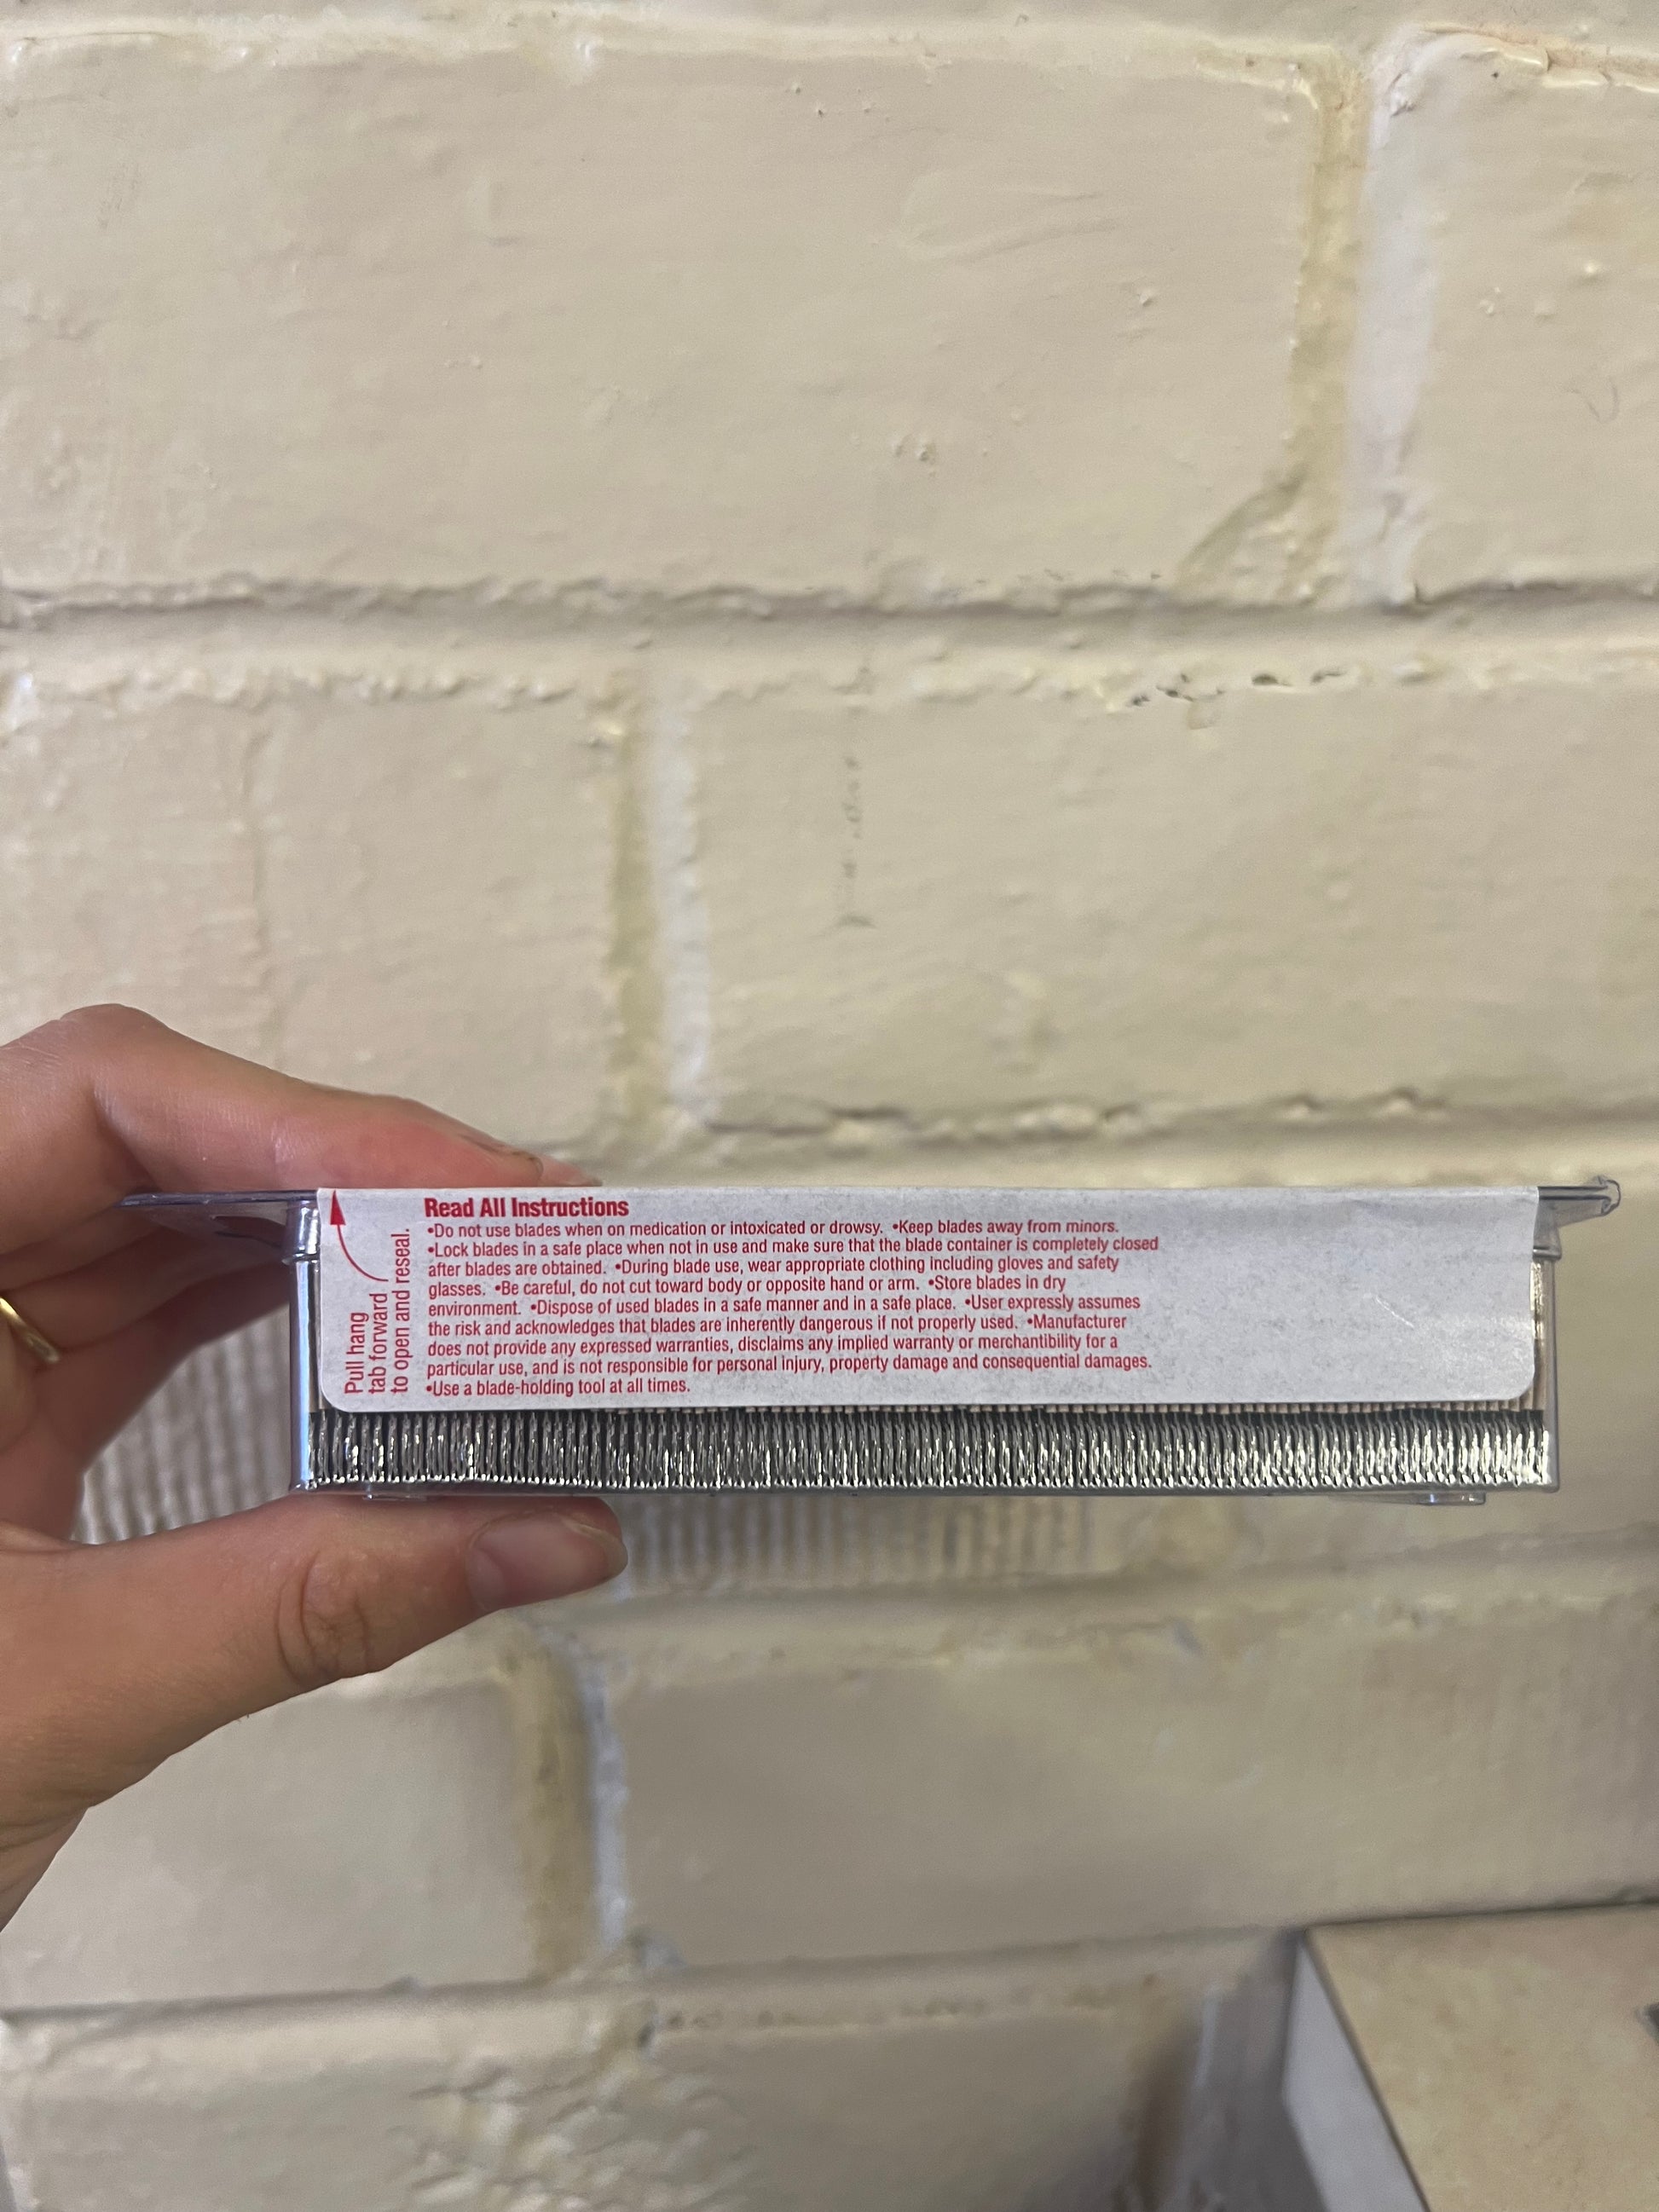 Pull hang
tab forward
to open and reseal.
Read All Instructions
•Do not use blades when on medication or intoxicated or drowsy. •Keep blades away from minors.
•Lock blades in a safe place when not in use and make sure that the blade container is completely closed
after blades are obtained. •During blade use, wear appropriate clothing including gloves and safety
glasses. •Be careful, do not cut toward body or opposite hand or arm. •Store blades in dry
environment. •Dispose of used blades in a safe manner and in a safe place. •User expressly assumes
the risk and acknowledges that blades are inherently dangerous if not properly used. •Manufacturer
does not provide any expressed warranties, disclaims any implied warranty or merchantibility for a
particular use, and is not responsible for personal injury, property damage and consequential damages.
•Use a blade-holding tool at all times.